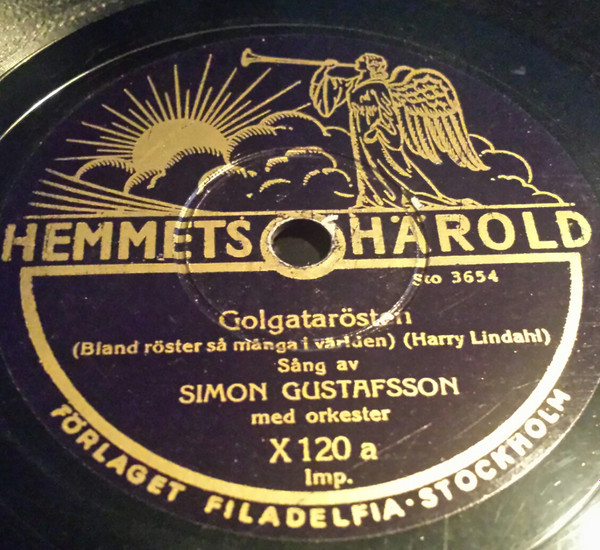 HEMMETS HÄROLD
Sto 3654
Golgatarösten
(Bland röster så många i världen) (Harry Lindahl)
Sång av
SIMON GUSTAFSSON
med orkester
X 120 a
Imp.
FÖRLAGET FILADELFIA · STOCKHOLM